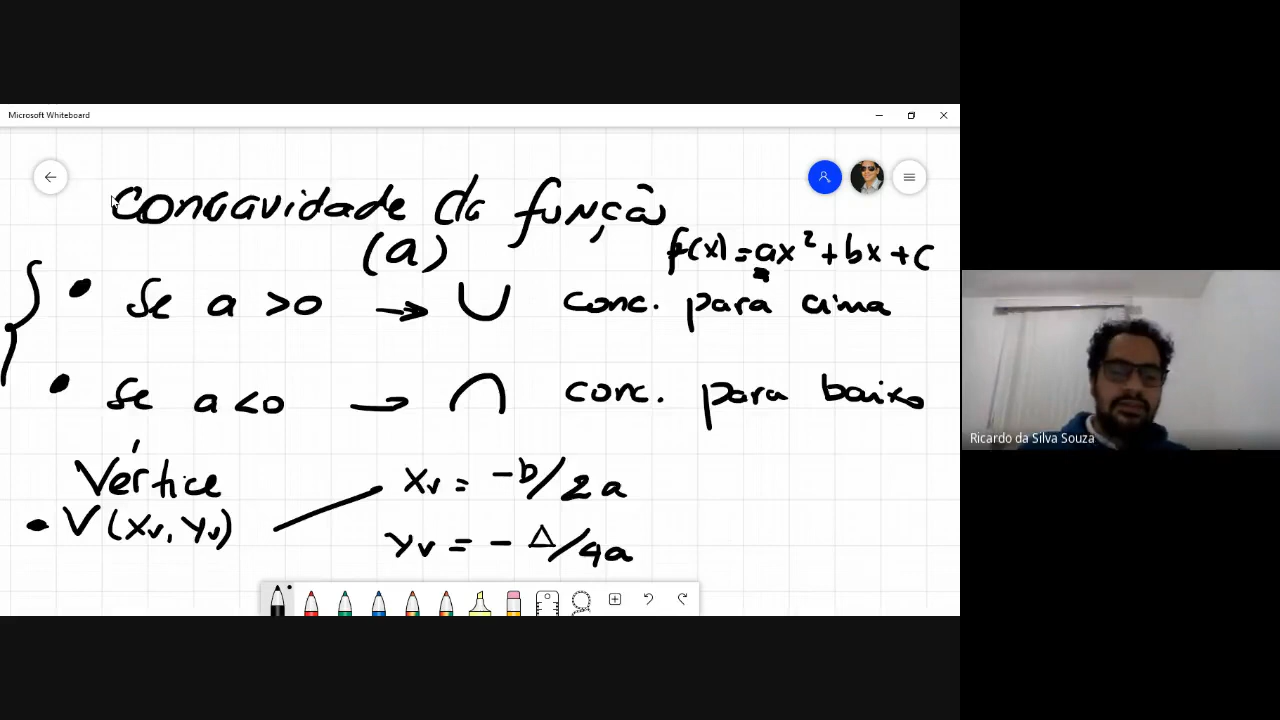 Microsoft Whiteboard
Concavidade da função
(a)
f(x) = ax² + bx + c
• Se a > 0 → ∪ conc. para cima
• Se a < 0 → ∩ conc. para baixo
Vértice
• V(xv, yv)
xv = -b/2a
yv = -Δ/4a
Ricardo da Silva Souza